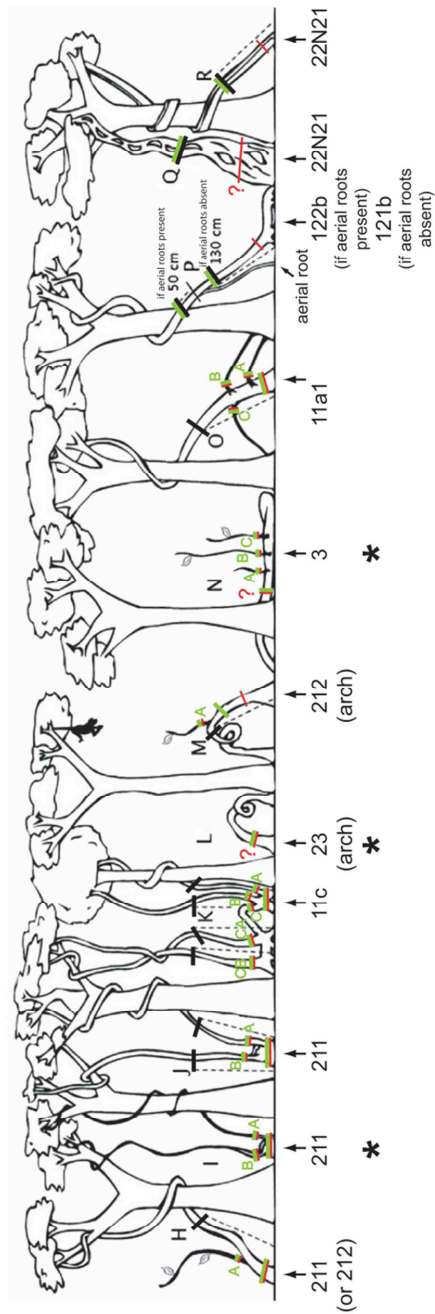 H
A
I
B
A
J
B
A
K
CB
CA
C
B
A
L
?
M
A
N
?
A
B
C
O
C
B
A
if aerial roots present
50 cm
P
if aerial roots absent
130 cm
Q
?
R
aerial root
211
(or 212)
211
*
211
11c
23
(arch)
*
212
(arch)
3
*
11a1
122b
(if aerial roots
present)
121b
(if aerial roots
absent)
22N21
22N21